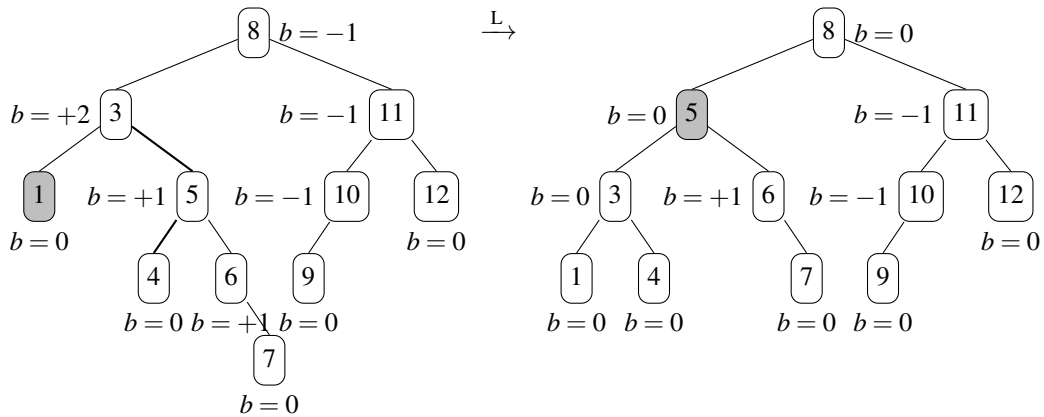 8 b = −1 L⟶ 8 b = 0
b = +2 3 b = −1 11 b = 0 5 b = −1 11
1 b = +1 5 b = −1 10 12 b = 0 3 b = +1 6 b = −1 10 12
b = 0 b = 0 b = 0
4 6 9 1 4 7 9
b = 0 b = +1 b = 0 b = 0 b = 0 b = 0 b = 0
7
b = 0